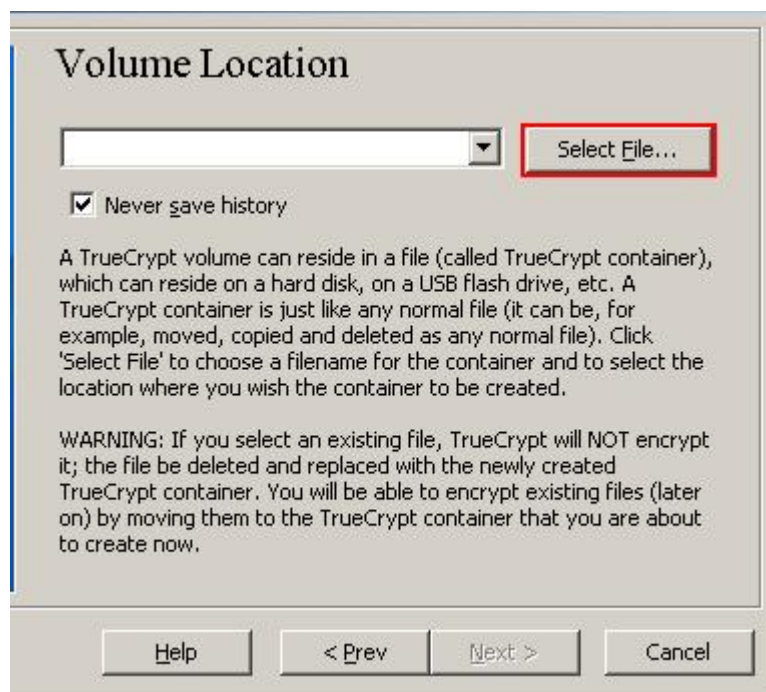 Volume Location
Select File...
Never save history
A TrueCrypt volume can reside in a file (called TrueCrypt container),
which can reside on a hard disk, on a USB flash drive, etc. A
TrueCrypt container is just like any normal file (it can be, for
example, moved, copied and deleted as any normal file). Click
'Select File' to choose a filename for the container and to select the
location where you wish the container to be created.
WARNING: If you select an existing file, TrueCrypt will NOT encrypt
it; the file be deleted and replaced with the newly created
TrueCrypt container. You will be able to encrypt existing files (later
on) by moving them to the TrueCrypt container that you are about
to create now.
Help
< Prev
Next >
Cancel